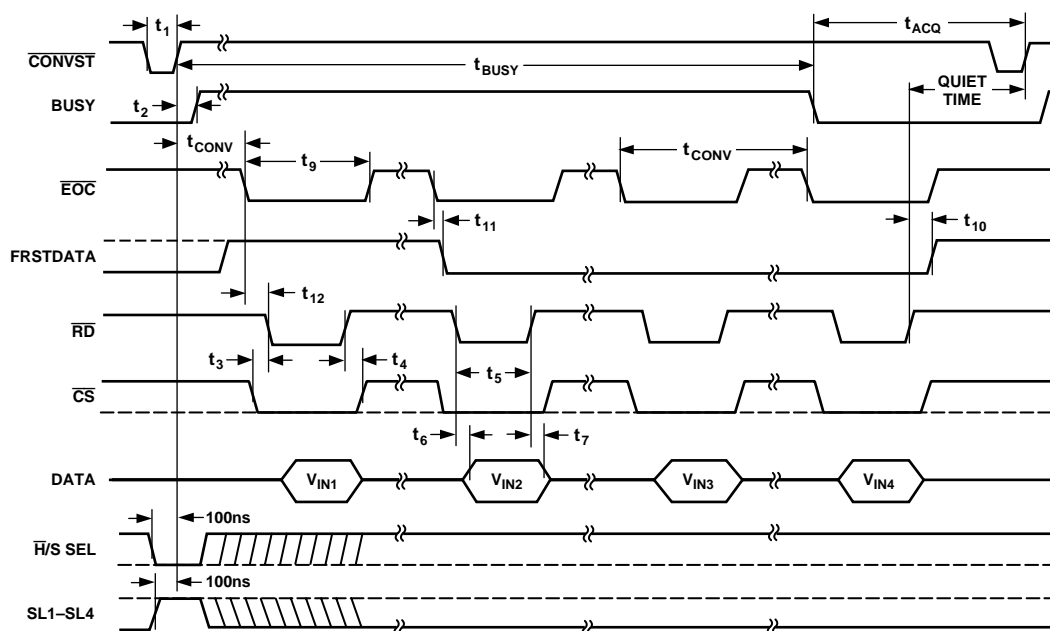 t1
tACQ
CONVST
tBUSY
QUIET
TIME
BUSY
t2
tCONV
t9
tCONV
EOC
t11
t10
FRSTDATA
t12
RD
t3
t4
t5
CS
t6
t7
DATA
VIN1
VIN2
VIN3
VIN4
100ns
H/S SEL
100ns
SL1–SL4